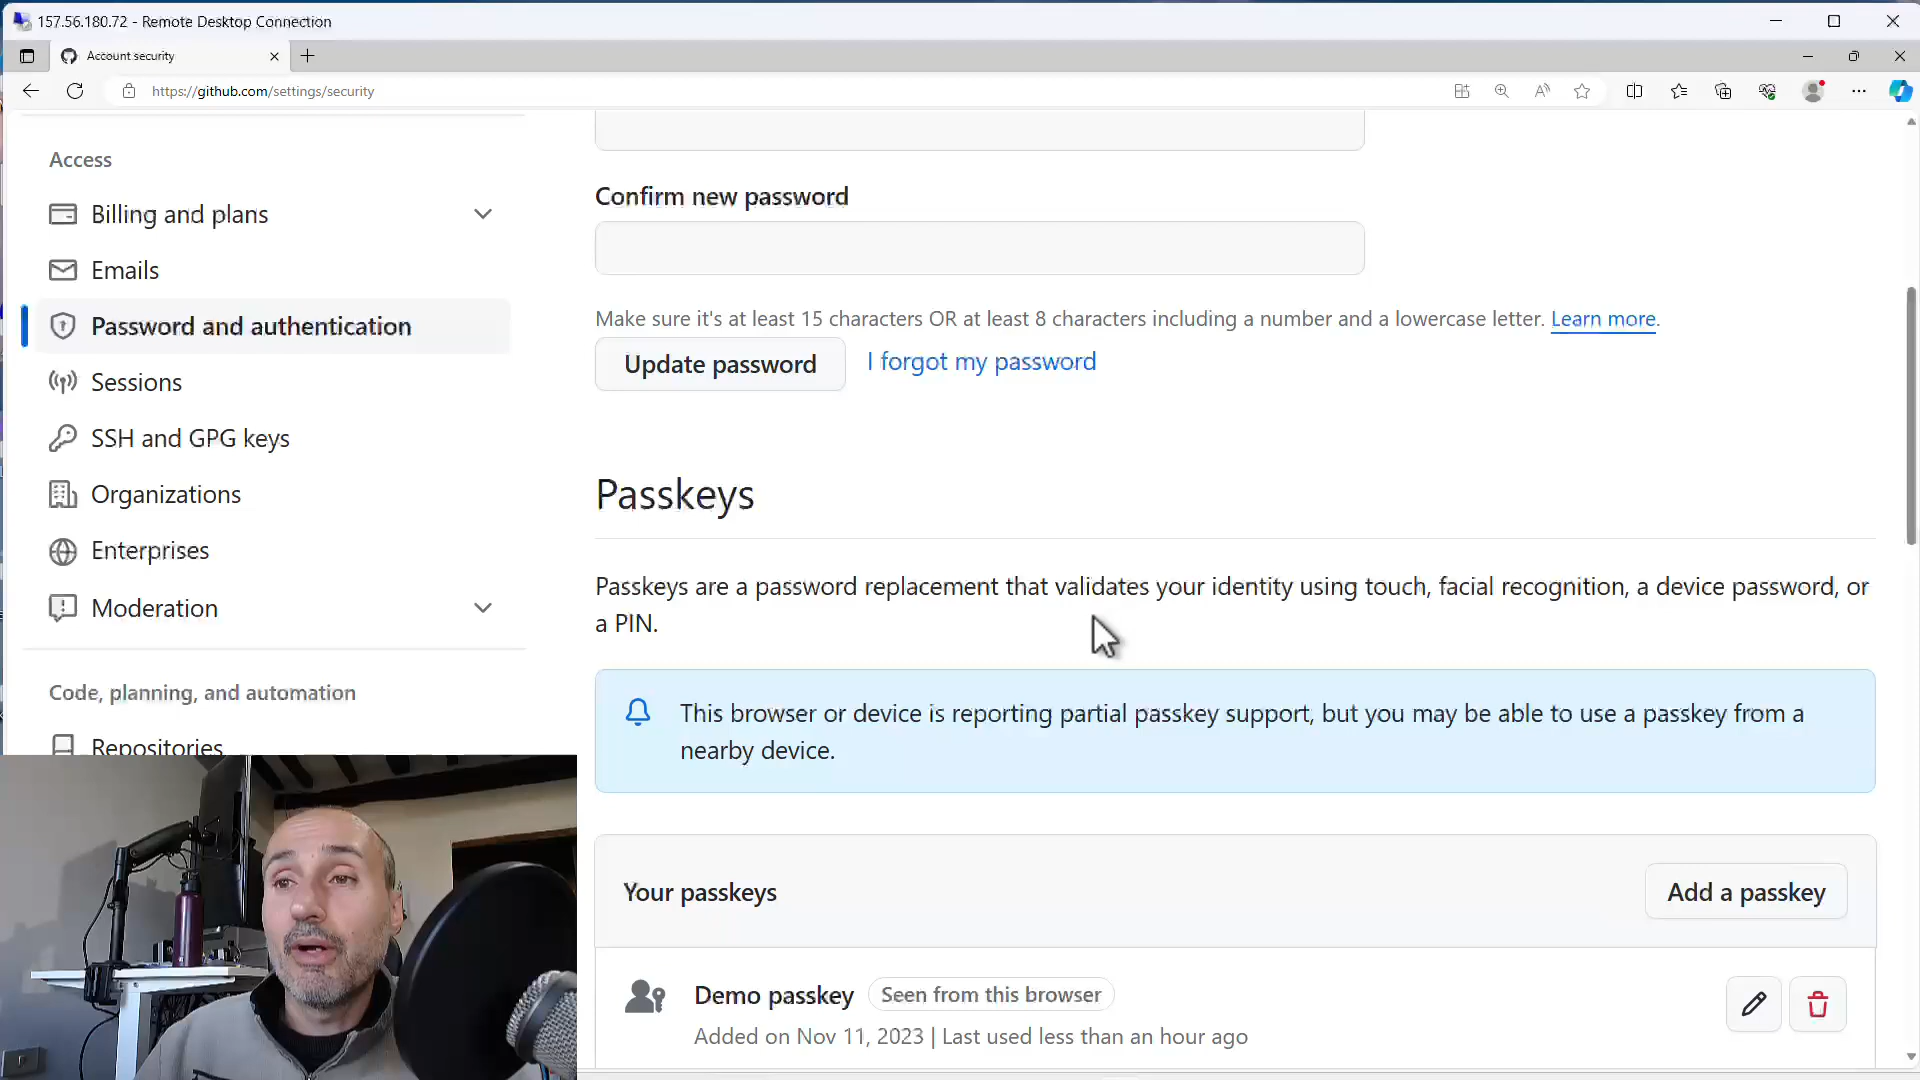 157.56.180.72 - Remote Desktop Connection
Account security
https://github.com/settings/security
Access
Billing and plans
Emails
Password and authentication
Sessions
SSH and GPG keys
Organizations
Enterprises
Moderation
Code, planning, and automation
Repositories
Confirm new password
Make sure it's at least 15 characters OR at least 8 characters including a number and a lowercase letter. Learn more.
Update password
I forgot my password
Passkeys
Passkeys are a password replacement that validates your identity using touch, facial recognition, a device password, or
a PIN.
This browser or device is reporting partial passkey support, but you may be able to use a passkey from a
nearby device.
Your passkeys
Add a passkey
Demo passkey
Seen from this browser
Added on Nov 11, 2023 | Last used less than an hour ago